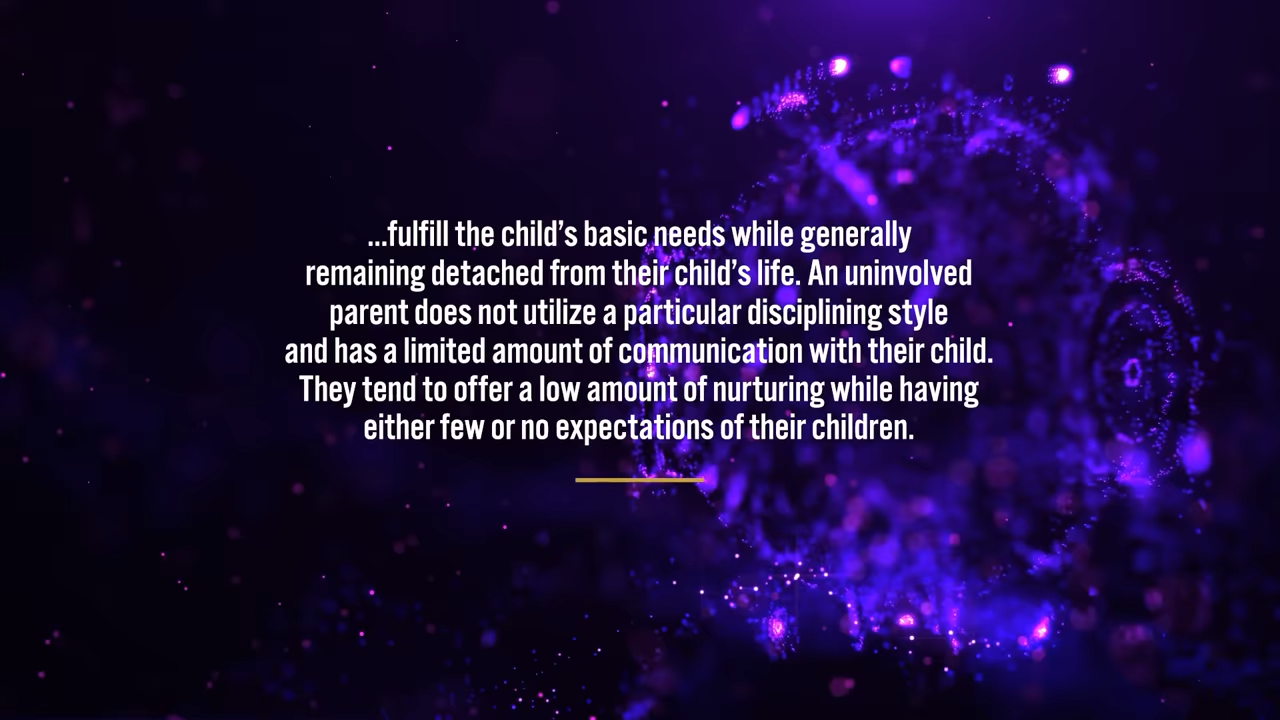 ...fulfill the child’s basic needs while generally
remaining detached from their child’s life. An uninvolved
parent does not utilize a particular disciplining style
and has a limited amount of communication with their child.
They tend to offer a low amount of nurturing while having
either few or no expectations of their children.